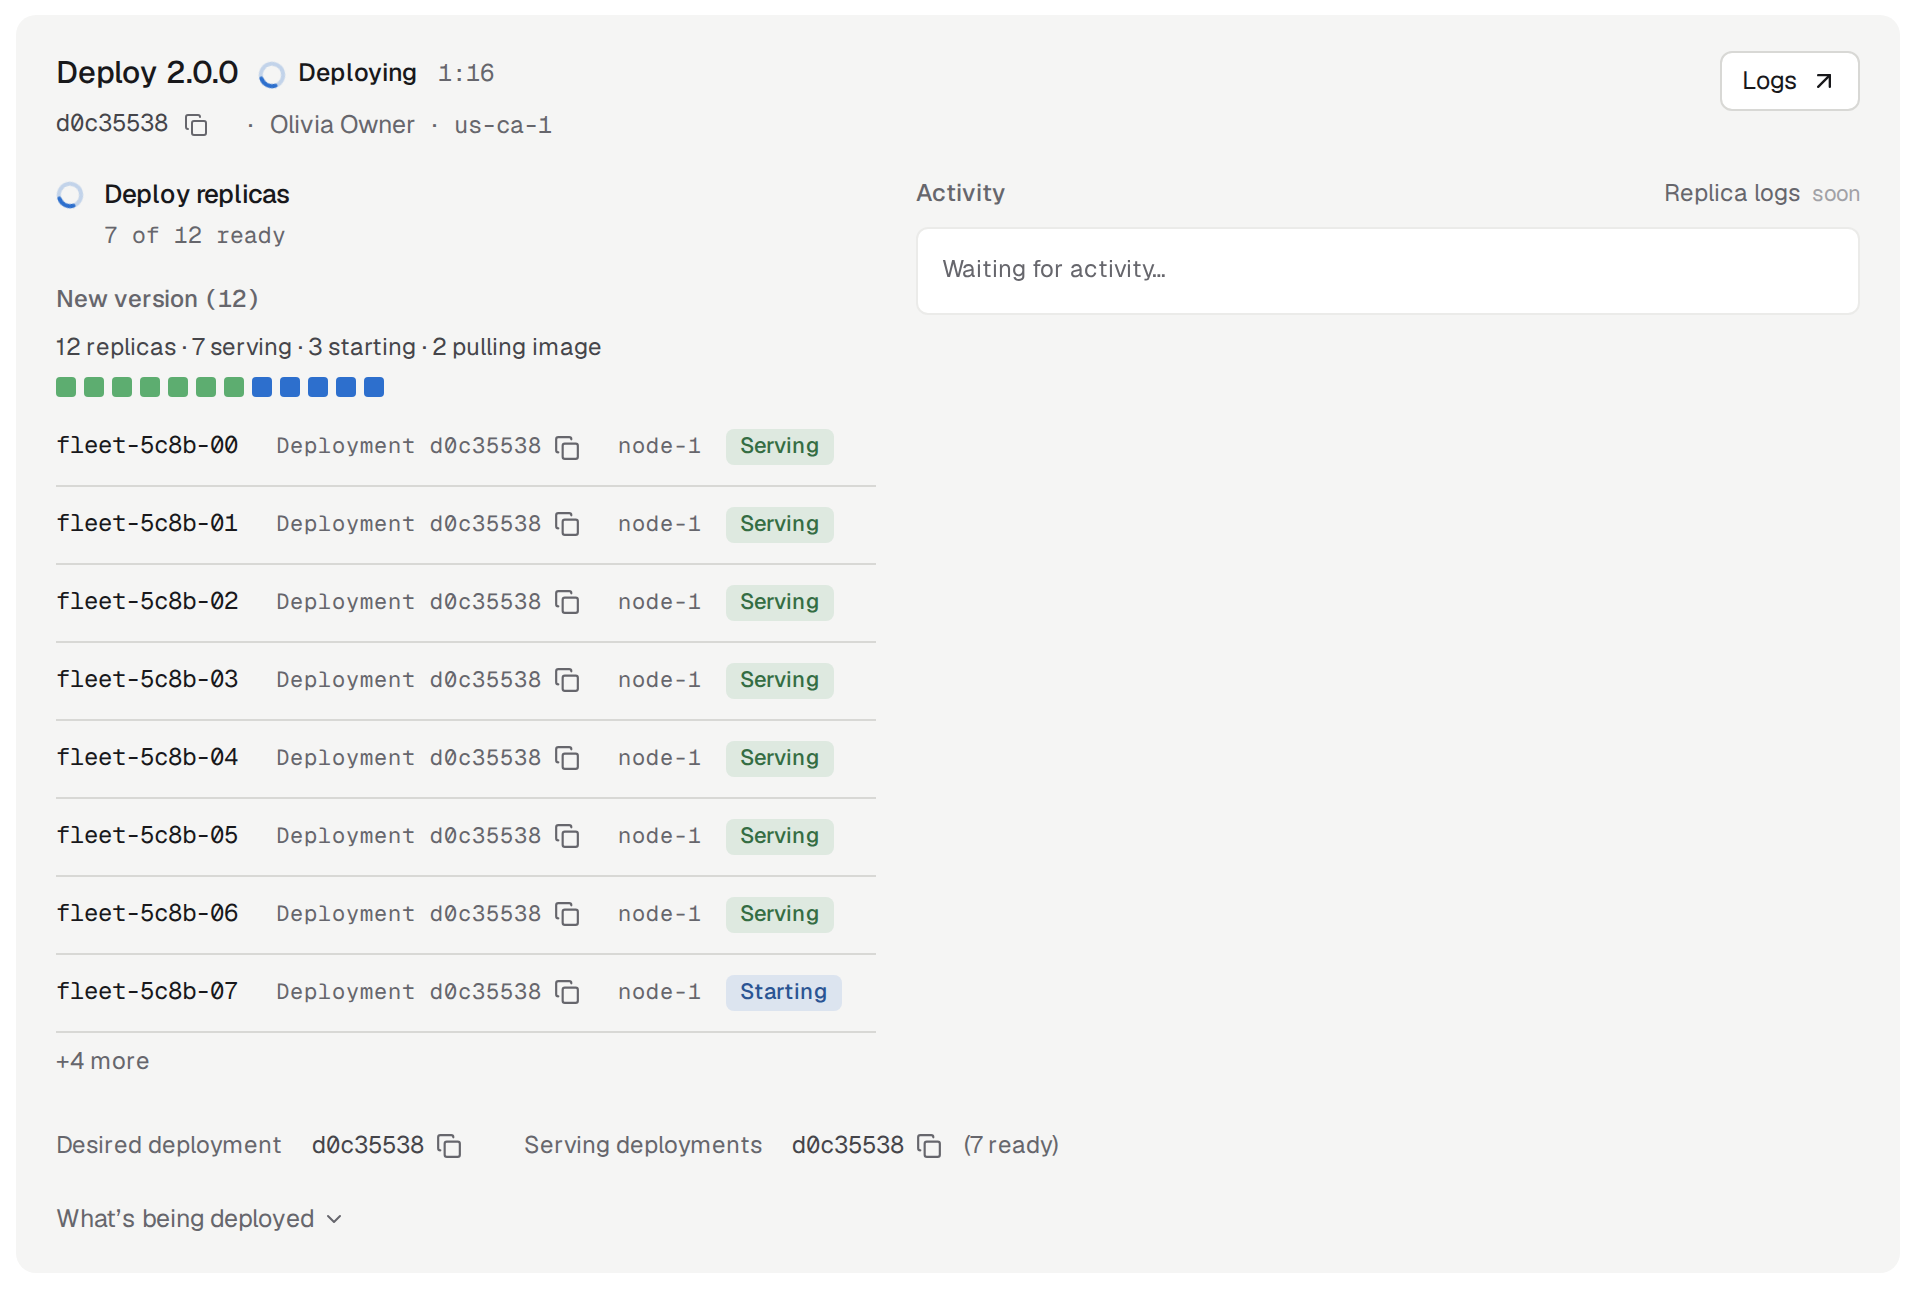 Deploy 2.0.0 Deploying 1:16
Logs
d0c35538 · Olivia Owner · us-ca-1
Deploy replicas
7 of 12 ready
New version (12)
12 replicas · 7 serving · 3 starting · 2 pulling image
fleet-5c8b-00 Deployment d0c35538 node-1 Serving
fleet-5c8b-01 Deployment d0c35538 node-1 Serving
fleet-5c8b-02 Deployment d0c35538 node-1 Serving
fleet-5c8b-03 Deployment d0c35538 node-1 Serving
fleet-5c8b-04 Deployment d0c35538 node-1 Serving
fleet-5c8b-05 Deployment d0c35538 node-1 Serving
fleet-5c8b-06 Deployment d0c35538 node-1 Serving
fleet-5c8b-07 Deployment d0c35538 node-1 Starting
+4 more
Activity
Replica logs soon
Waiting for activity…
Desired deployment d0c35538 Serving deployments d0c35538 (7 ready)
What’s being deployed